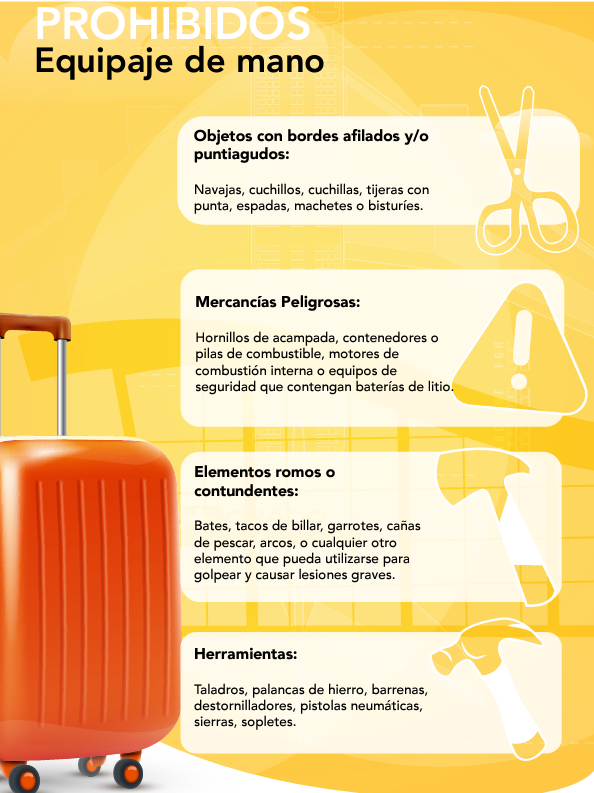 PROHIBIDOS
Equipaje de mano
Objetos con bordes afilados y/o
puntiagudos:
Navajas, cuchillos, cuchillas, tijeras con
punta, espadas, machetes o bisturíes.
Mercancías Peligrosas:
Hornillos de acampada, contenedores o
pilas de combustible, motores de
combustión interna o equipos de
seguridad que contengan baterías de litio.
Elementos romos o
contundentes:
Bates, tacos de billar, garrotes, cañas
de pescar, arcos, o cualquier otro
elemento que pueda utilizarse para
golpear y causar lesiones graves.
Herramientas:
Taladros, palancas de hierro, barrenas,
destornilladores, pistolas neumáticas,
sierras, sopletes.